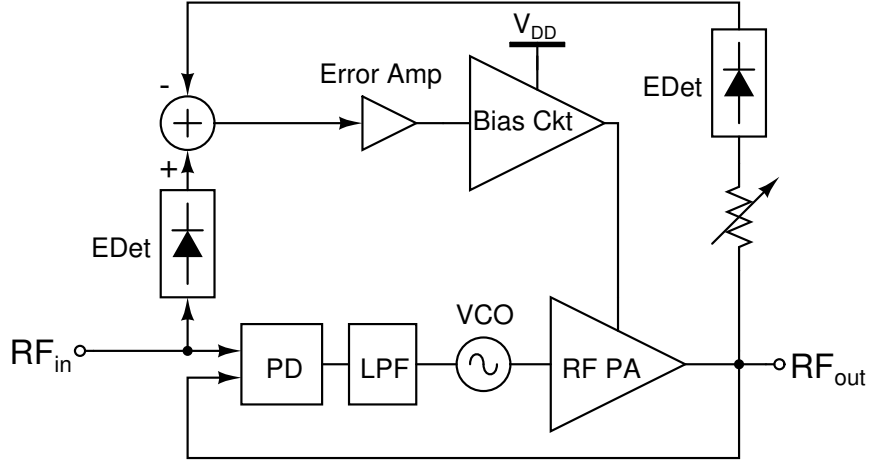 V_DD
Error Amp
Bias Ckt
EDet
-
+
EDet
VCO
RF_in
PD
LPF
RF PA
RF_out